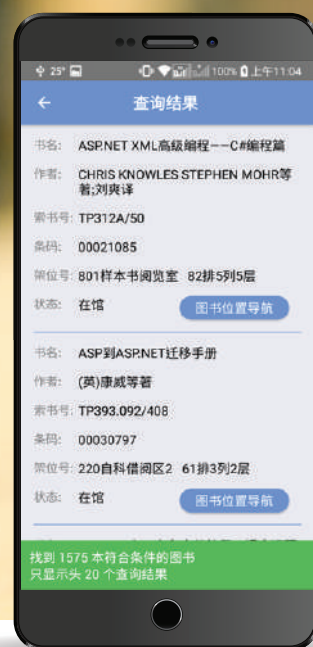 25° 100% 上午11:04
查询结果
书名: ASP.NET XML高级编程——C#编程篇
作者: CHRIS KNOWLES STEPHEN MOHR等
著;刘爽译
索书号: TP312A/50
条码: 00021085
架位号: 801样本书阅览室 82排5列5层
状态: 在馆 图书位置导航
书名: ASP到ASP.NET迁移手册
作者: (英)康威等著
索书号: TP393.092/408
条码: 00030797
架位号: 220自科借阅区2 61排3列2层
状态: 在馆 图书位置导航
找到 1575 本符合条件的图书
只显示头 20 个查询结果